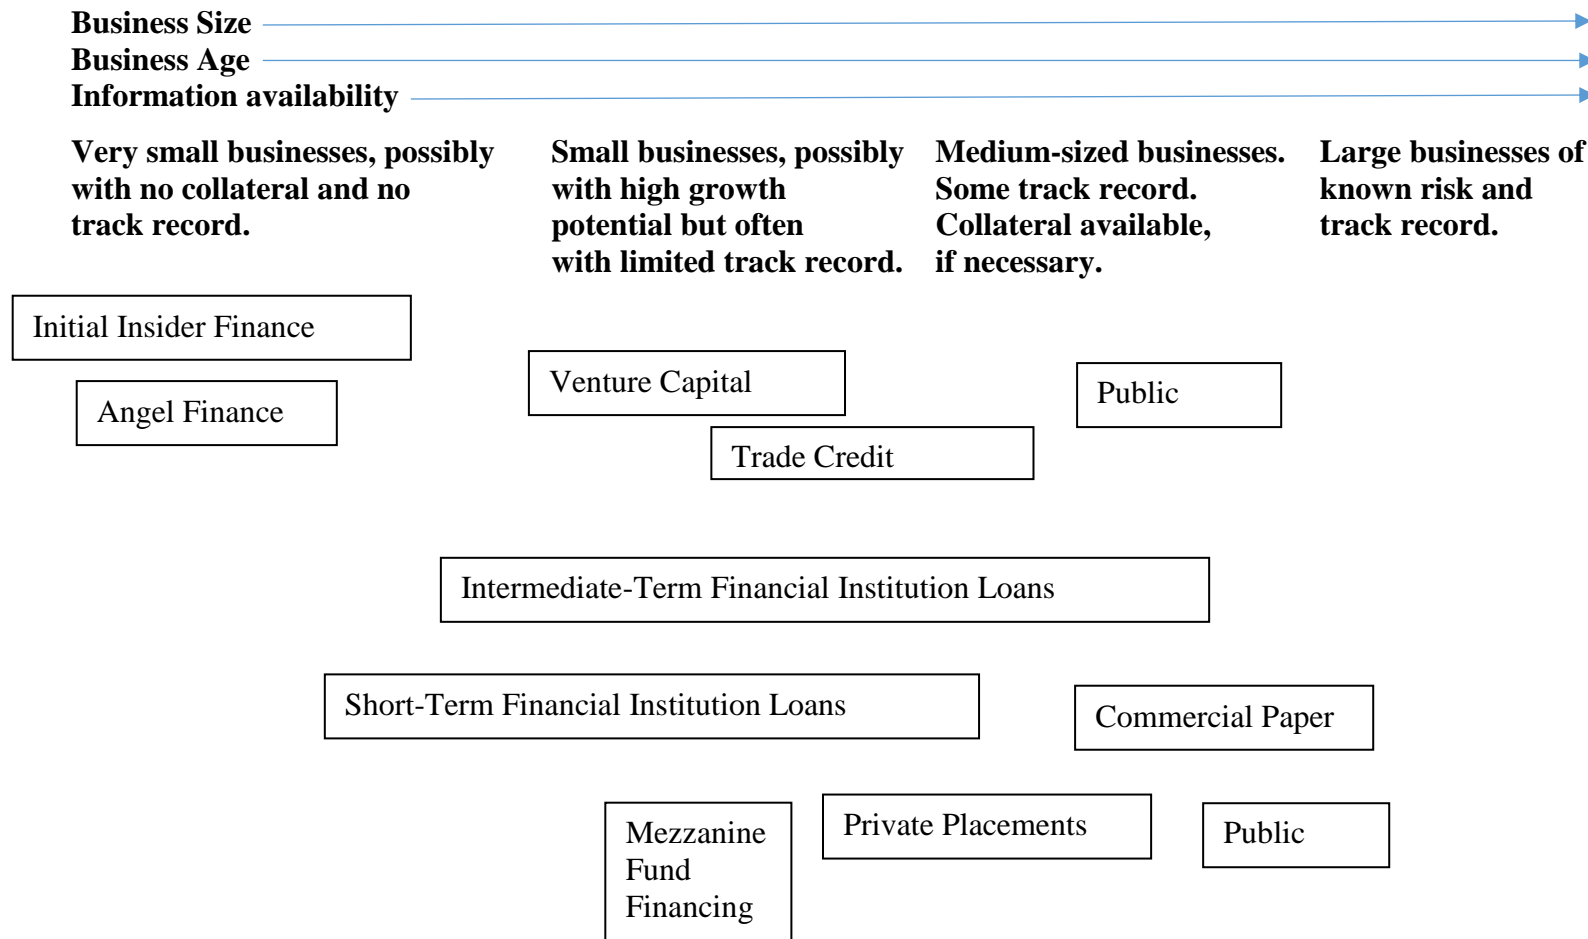 Business Size
Business Age
Information availability
Very small businesses, possibly
with no collateral and no
track record.
Small businesses, possibly
with high growth
potential but often
with limited track record.
Medium-sized businesses.
Some track record.
Collateral available,
if necessary.
Large businesses of
known risk and
track record.
Initial Insider Finance
Angel Finance
Venture Capital
Public
Trade Credit
Intermediate-Term Financial Institution Loans
Short-Term Financial Institution Loans
Commercial Paper
Mezzanine
Fund
Financing
Private Placements
Public